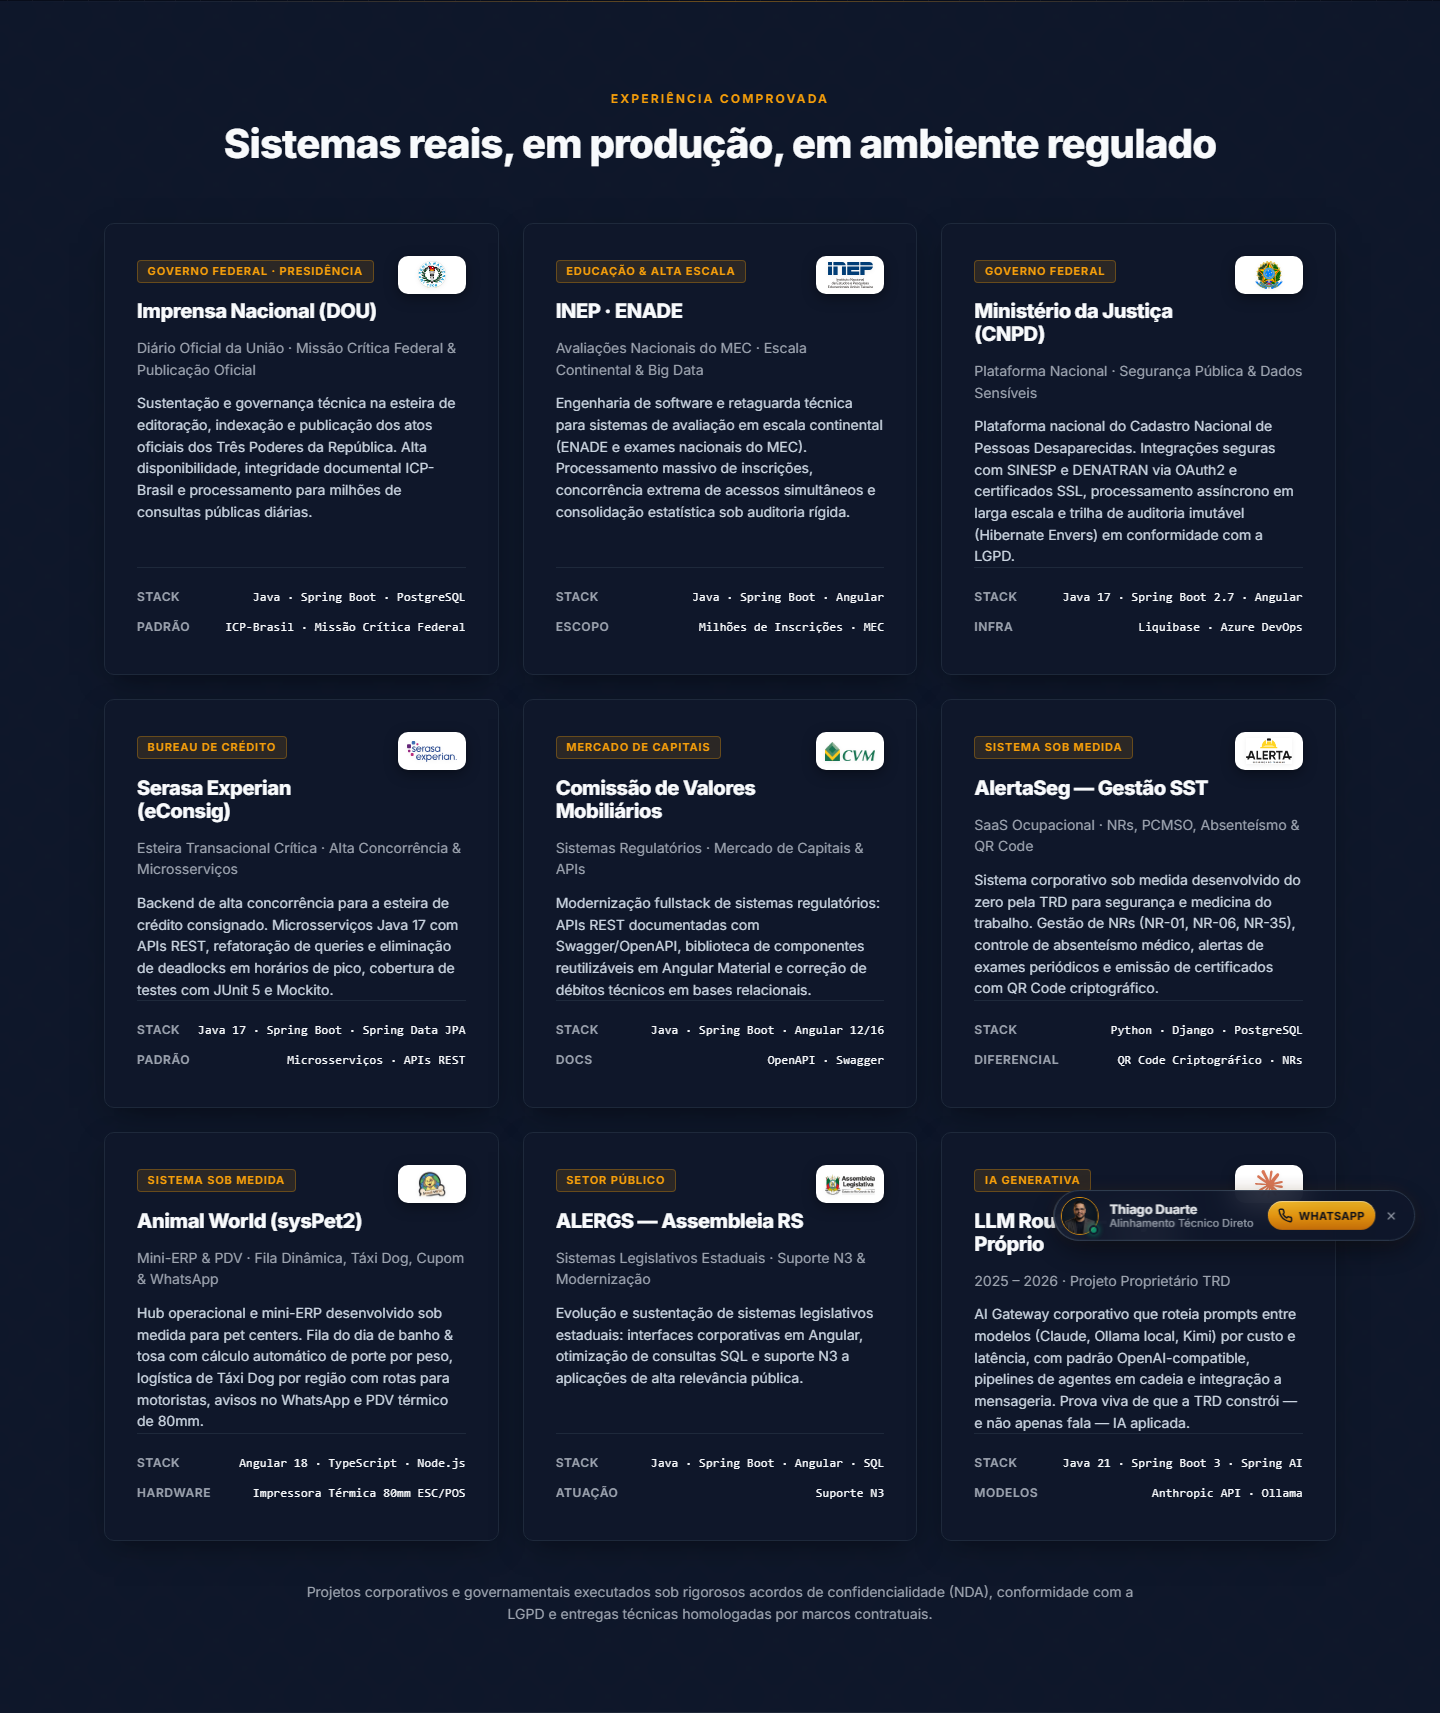 EXPERIÊNCIA COMPROVADA
Sistemas reais, em produção, em ambiente regulado
GOVERNO FEDERAL · PRESIDÊNCIA
Imprensa Nacional (DOU)
Diário Oficial da União · Missão Crítica Federal &
Publicação Oficial
Sustentação e governança técnica na esteira de
editoração, indexação e publicação dos atos
oficiais dos Três Poderes da República. Alta
disponibilidade, integridade documental ICP-
Brasil e processamento para milhões de
consultas públicas diárias.
STACK Java · Spring Boot · PostgreSQL
PADRÃO ICP-Brasil · Missão Crítica Federal
EDUCAÇÃO & ALTA ESCALA
inep
INEP · ENADE
Avaliações Nacionais do MEC · Escala
Continental & Big Data
Engenharia de software e retaguarda técnica
para sistemas de avaliação em escala continental
(ENADE e exames nacionais do MEC).
Processamento massivo de inscrições,
concorrência extrema de acessos simultâneos e
consolidação estatística sob auditoria rígida.
STACK Java · Spring Boot · Angular
ESCOPO Milhões de Inscrições · MEC
GOVERNO FEDERAL
Ministério da Justiça
(CNPD)
Plataforma Nacional · Segurança Pública & Dados
Sensíveis
Plataforma nacional do Cadastro Nacional de
Pessoas Desaparecidas. Integrações seguras
com SINESP e DENATRAN via OAuth2 e
certificados SSL, processamento assíncrono em
larga escala e trilha de auditoria imutável
(Hibernate Envers) em conformidade com a
LGPD.
STACK Java 17 · Spring Boot 2.7 · Angular
INFRA Liquibase · Azure DevOps
BUREAU DE CRÉDITO
serasa
experian.
Serasa Experian
(eConsig)
Esteira Transacional Crítica · Alta Concorrência &
Microsserviços
Backend de alta concorrência para a esteira de
crédito consignado. Microsserviços Java 17 com
APIs REST, refatoração de queries e eliminação
de deadlocks em horários de pico, cobertura de
testes com JUnit 5 e Mockito.
STACK Java 17 · Spring Boot · Spring Data JPA
PADRÃO Microsserviços · APIs REST
MERCADO DE CAPITAIS
CVM
Comissão de Valores
Mobiliários
Sistemas Regulatórios · Mercado de Capitais &
APIs
Modernização fullstack de sistemas regulatórios:
APIs REST documentadas com
Swagger/OpenAPI, biblioteca de componentes
reutilizáveis em Angular Material e correção de
débitos técnicos em bases relacionais.
STACK Java · Spring Boot · Angular 12/16
DOCS OpenAPI · Swagger
SISTEMA SOB MEDIDA
ALERTA
AlertaSeg — Gestão SST
SaaS Ocupacional · NRs, PCMSO, Absenteísmo &
QR Code
Sistema corporativo sob medida desenvolvido do
zero pela TRD para segurança e medicina do
trabalho. Gestão de NRs (NR-01, NR-06, NR-35),
controle de absenteísmo médico, alertas de
exames periódicos e emissão de certificados
com QR Code criptográfico.
STACK Python · Django · PostgreSQL
DIFERENCIAL QR Code Criptográfico · NRs
SISTEMA SOB MEDIDA
Animal World (sysPet2)
Mini-ERP & PDV · Fila Dinâmica, Táxi Dog, Cupom
& WhatsApp
Hub operacional e mini-ERP desenvolvido sob
medida para pet centers. Fila do dia de banho &
tosa com cálculo automático de porte por peso,
logística de Táxi Dog por região com rotas para
motoristas, avisos no WhatsApp e PDV térmico
de 80mm.
STACK Angular 18 · TypeScript · Node.js
HARDWARE Impressora Térmica 80mm ESC/POS
SETOR PÚBLICO
Assembleia
Legislativa
ALERGS — Assembleia RS
Sistemas Legislativos Estaduais · Suporte N3 &
Modernização
Evolução e sustentação de sistemas legislativos
estaduais: interfaces corporativas em Angular,
otimização de consultas SQL e suporte N3 a
aplicações de alta relevância pública.
STACK Java · Spring Boot · Angular · SQL
ATUAÇÃO Suporte N3
IA GENERATIVA
LLM Rou
Próprio
Thiago Duarte
Alinhamento Técnico Direto
WHATSAPP ×
2025 – 2026 · Projeto Proprietário TRD
AI Gateway corporativo que roteia prompts entre
modelos (Claude, Ollama local, Kimi) por custo e
latência, com padrão OpenAI-compatible,
pipelines de agentes em cadeia e integração a
mensageria. Prova viva de que a TRD constrói —
e não apenas fala — IA aplicada.
STACK Java 21 · Spring Boot 3 · Spring AI
MODELOS Anthropic API · Ollama
Projetos corporativos e governamentais executados sob rigorosos acordos de confidencialidade (NDA), conformidade com a
LGPD e entregas técnicas homologadas por marcos contratuais.